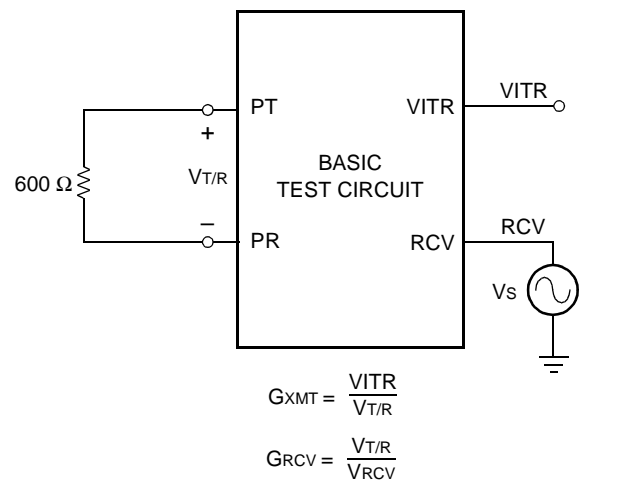 PT
VITR
VITR
+
BASIC
TEST CIRCUIT
600 Ω
VT/R
−
PR
RCV
RCV
VS
GXMT = VITR / VT/R
GRCV = VT/R / VRCV